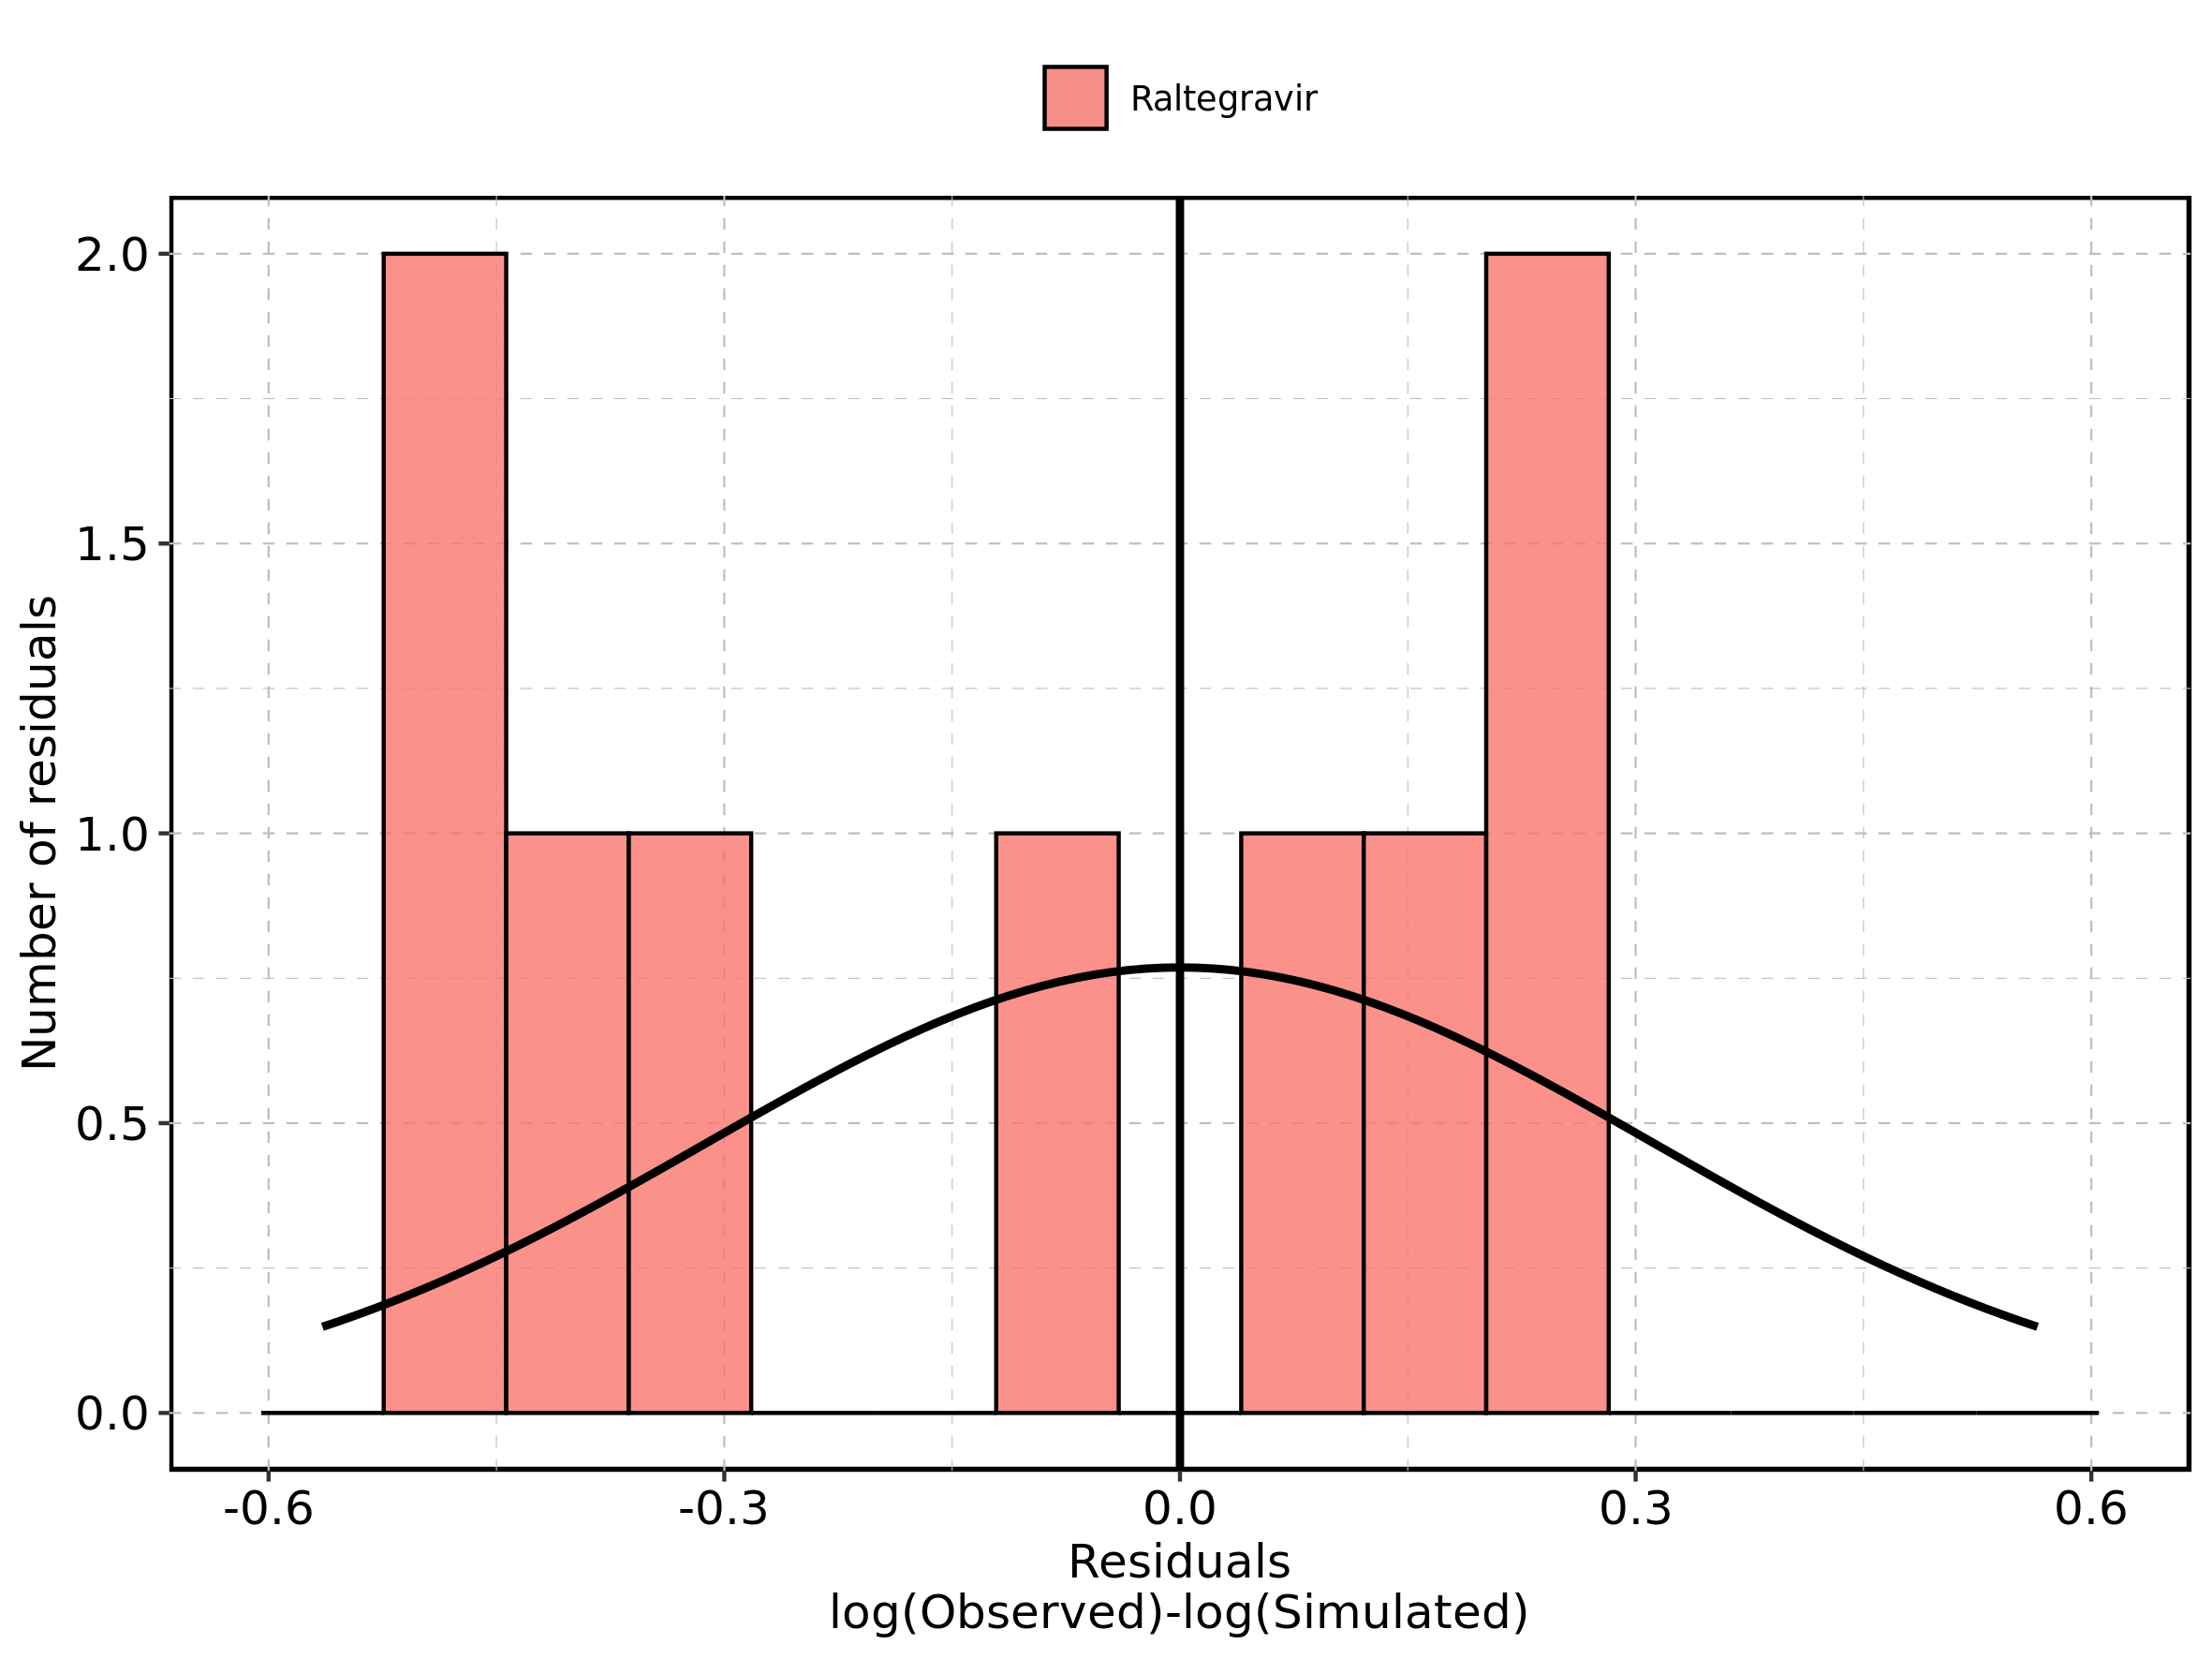 Raltegravir
2.0
1.5
1.0
0.5
0.0
Number of residuals
-0.6 -0.3 0.0 0.3 0.6
Residuals
log(Observed)-log(Simulated)